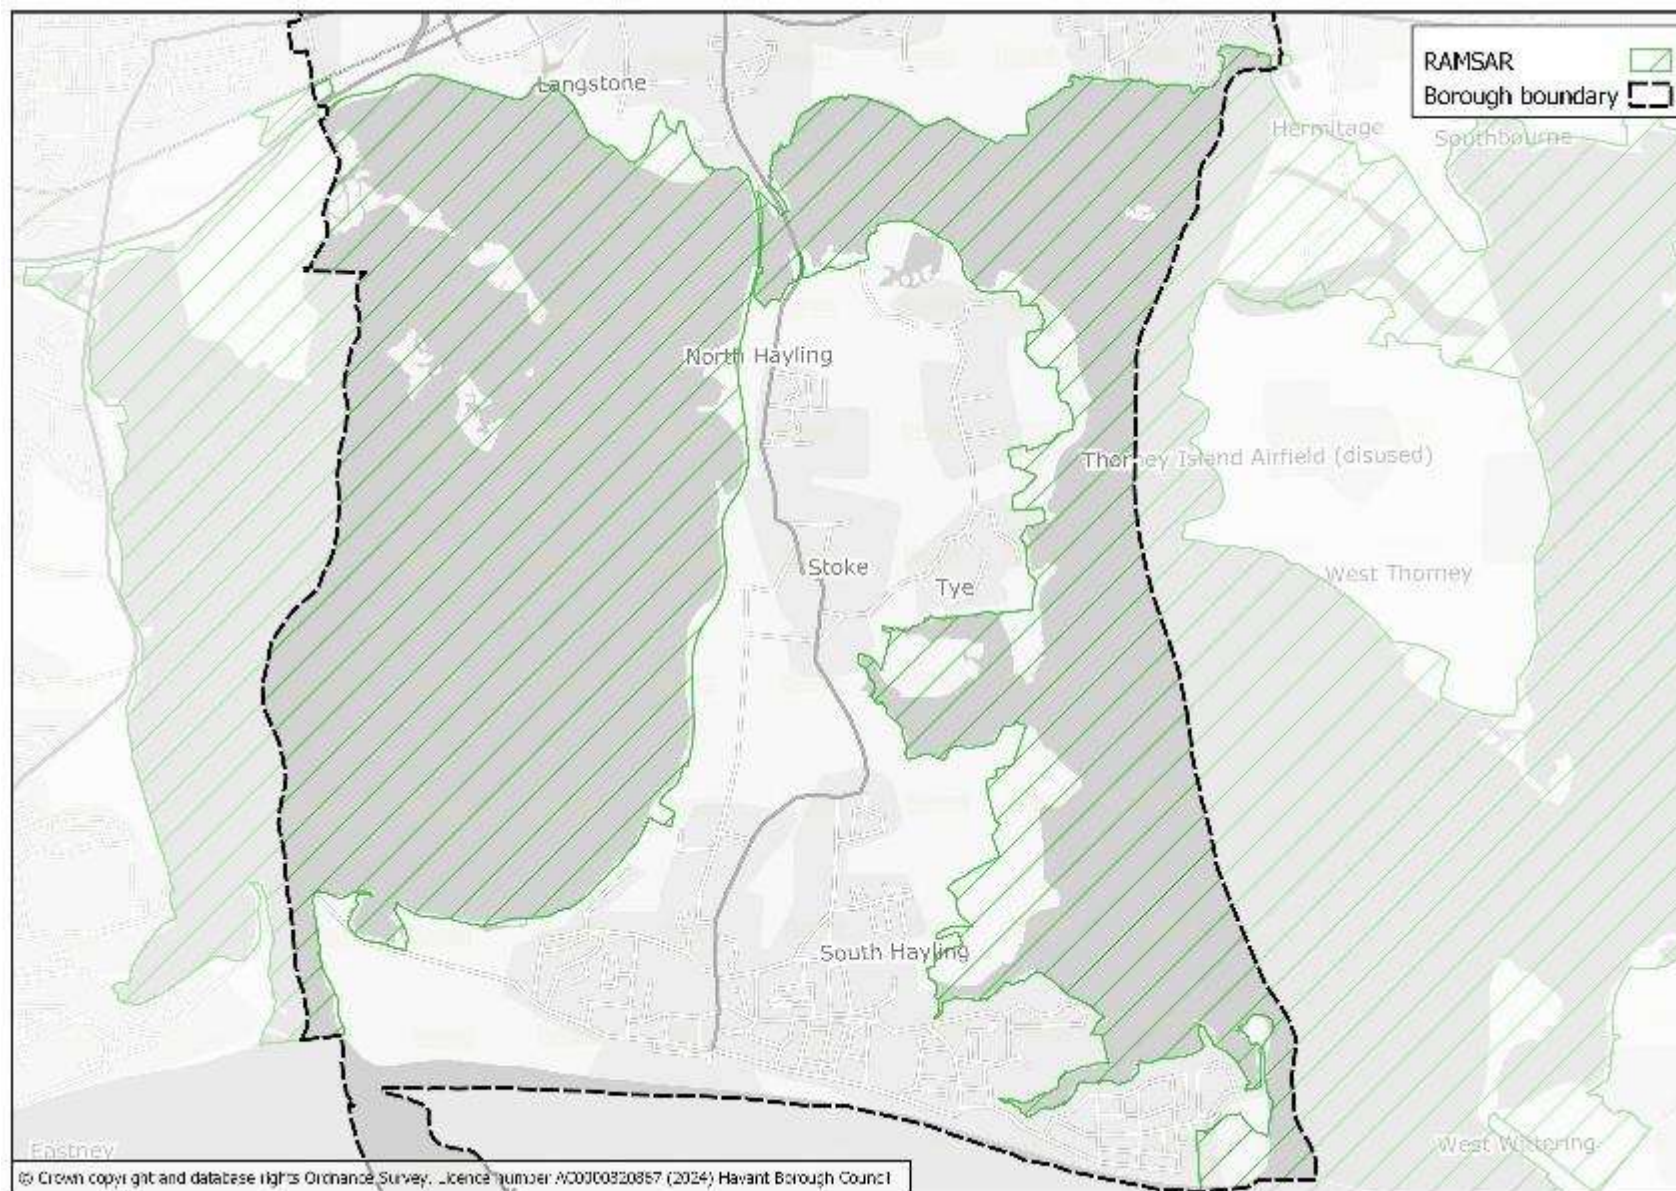 RAMSAR
Borough boundary
Langstone
Hermitage
Southbourne
North Hayling
Thorney Island Airfield (disused)
Stoke
Tye
West Thorney
South Hayling
Eastney
West Wittering
© Crown copyright and database rights Ordnance Survey. Licence number AC0000820867 (2024) Havant Borough Council